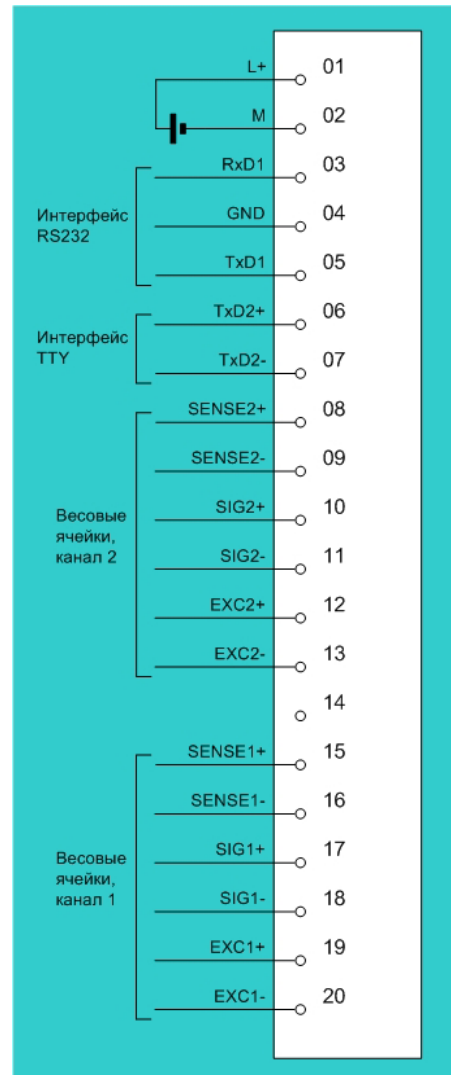 L+ 01
M 02
RxD1 03
Интерфейс
RS232
GND 04
TxD1 05
TxD2+ 06
Интерфейс
TTY
TxD2- 07
SENSE2+ 08
SENSE2- 09
Весовые
ячейки,
канал 2
SIG2+ 10
SIG2- 11
EXC2+ 12
EXC2- 13
14
SENSE1+ 15
SENSE1- 16
Весовые
ячейки,
канал 1
SIG1+ 17
SIG1- 18
EXC1+ 19
EXC1- 20